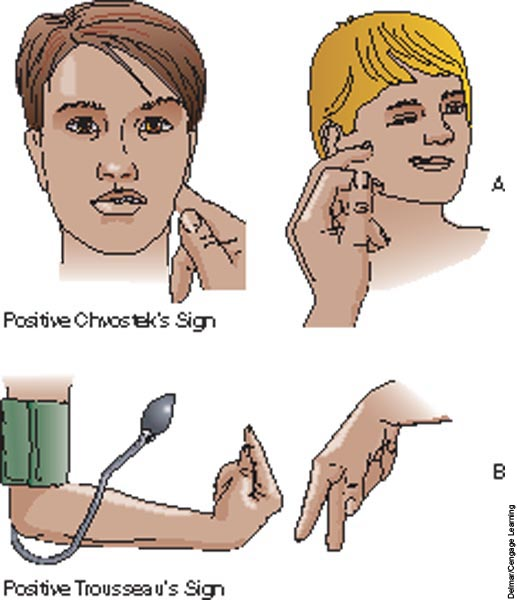 A
Positive Chvostek's Sign
B
Positive Trousseau's Sign
Delmar/Cengage Learning